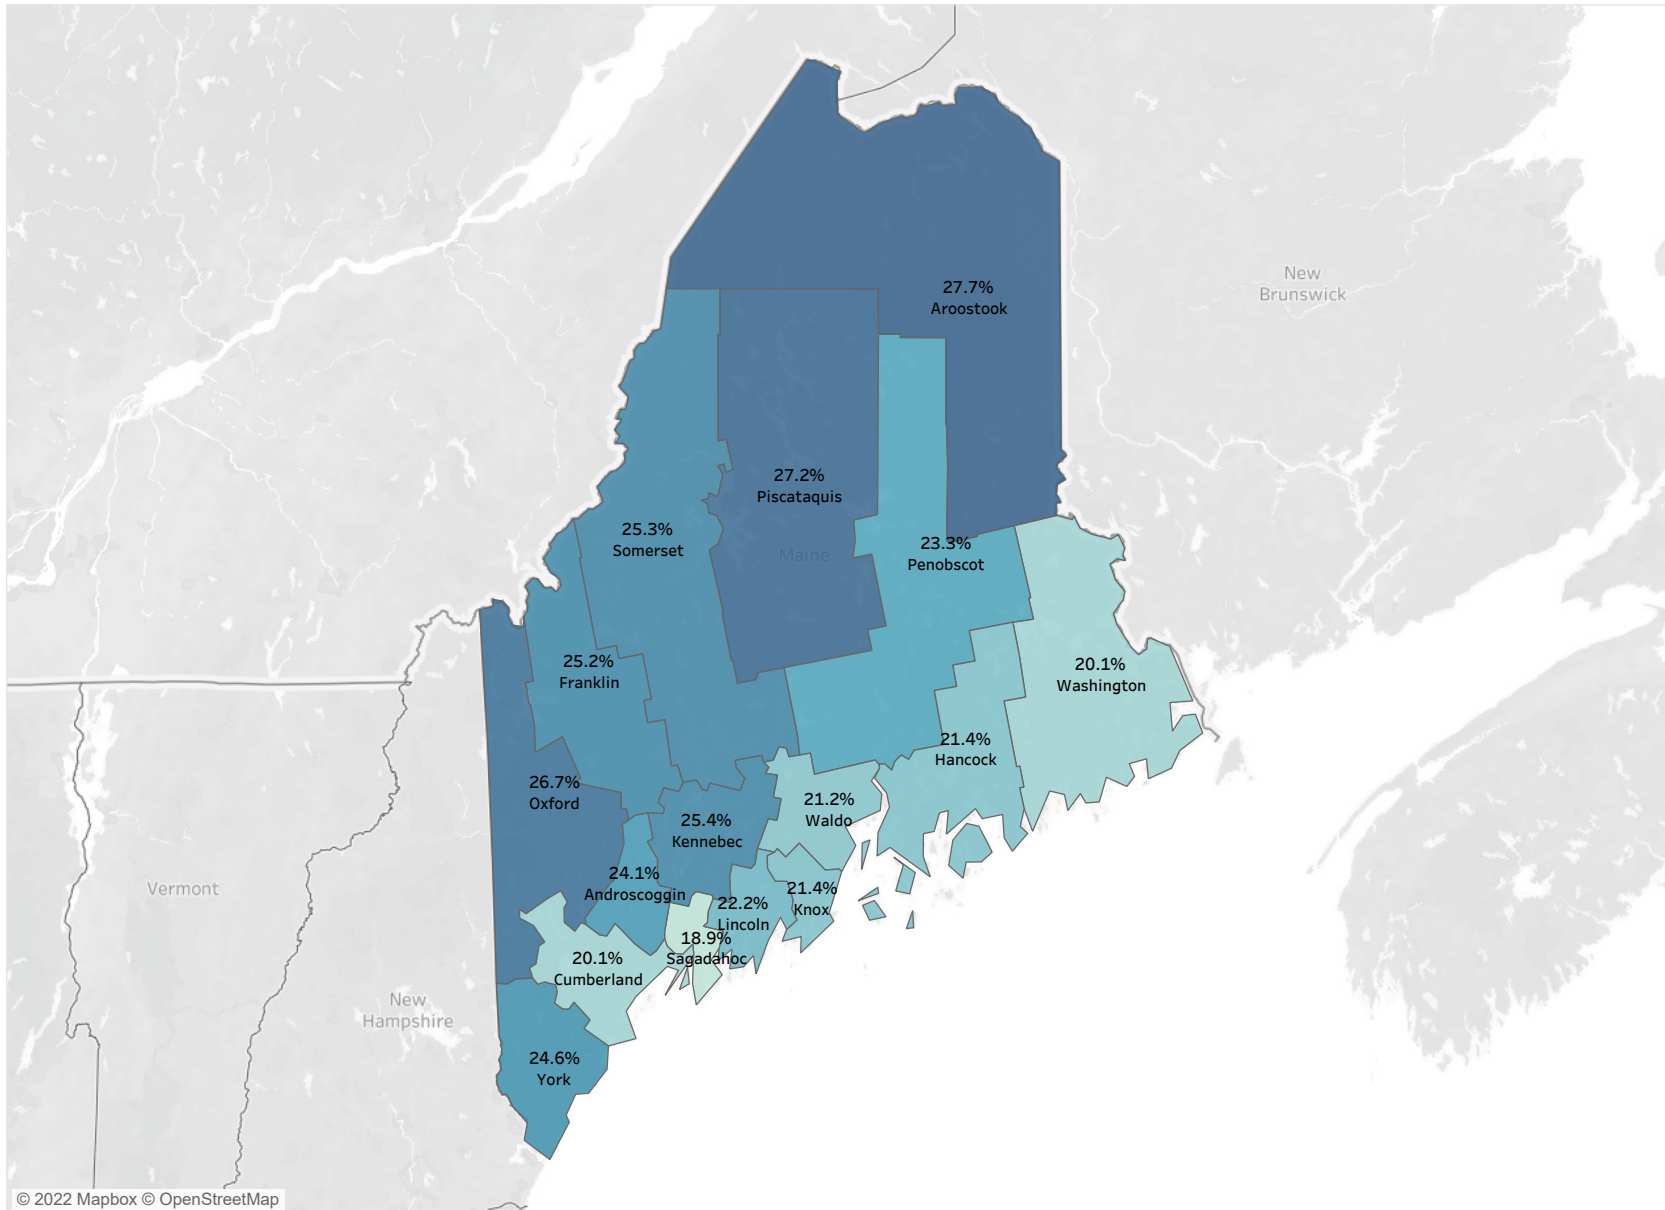 27.7%
Aroostook
New
Brunswick
27.2%
Piscataquis
25.3%
Somerset
Maine
23.3%
Penobscot
25.2%
Franklin
20.1%
Washington
21.4%
Hancock
26.7%
Oxford
21.2%
Waldo
25.4%
Kennebec
24.1%
Androscoggin
21.4%
Knox
22.2%
Lincoln
Vermont
18.9%
Sagadahoc
20.1%
Cumberland
New
Hampshire
24.6%
York
© 2022 Mapbox © OpenStreetMap